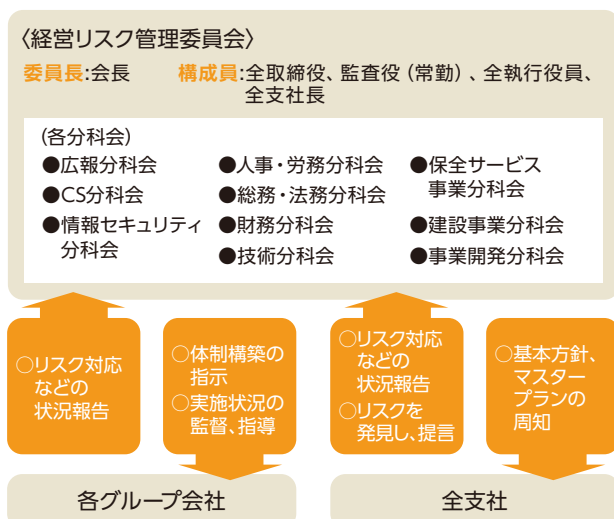 〈経営リスク管理委員会〉
委員長:会長 構成員:全取締役、監査役（常勤）、全執行役員、
全支社長
(各分科会)
●広報分科会
●CS分科会
●情報セキュリティ
分科会
●人事・労務分科会
●総務・法務分科会
●財務分科会
●技術分科会
●保全サービス
事業分科会
●建設事業分科会
●事業開発分科会
○リスク対応
などの
状況報告
○体制構築の
指示
○実施状況の
監督、指導
○リスク対応
などの
状況報告
○リスクを
発見し、提言
○基本方針、
マスター
プランの
周知
各グループ会社
全支社